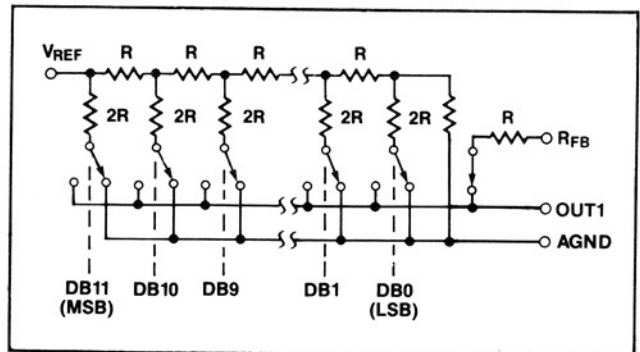 VREF
R
R
R
R
2R
2R
2R
2R
2R
R
RFB
OUT1
AGND
DB11
(MSB)
DB10
DB9
DB1
DB0
(LSB)